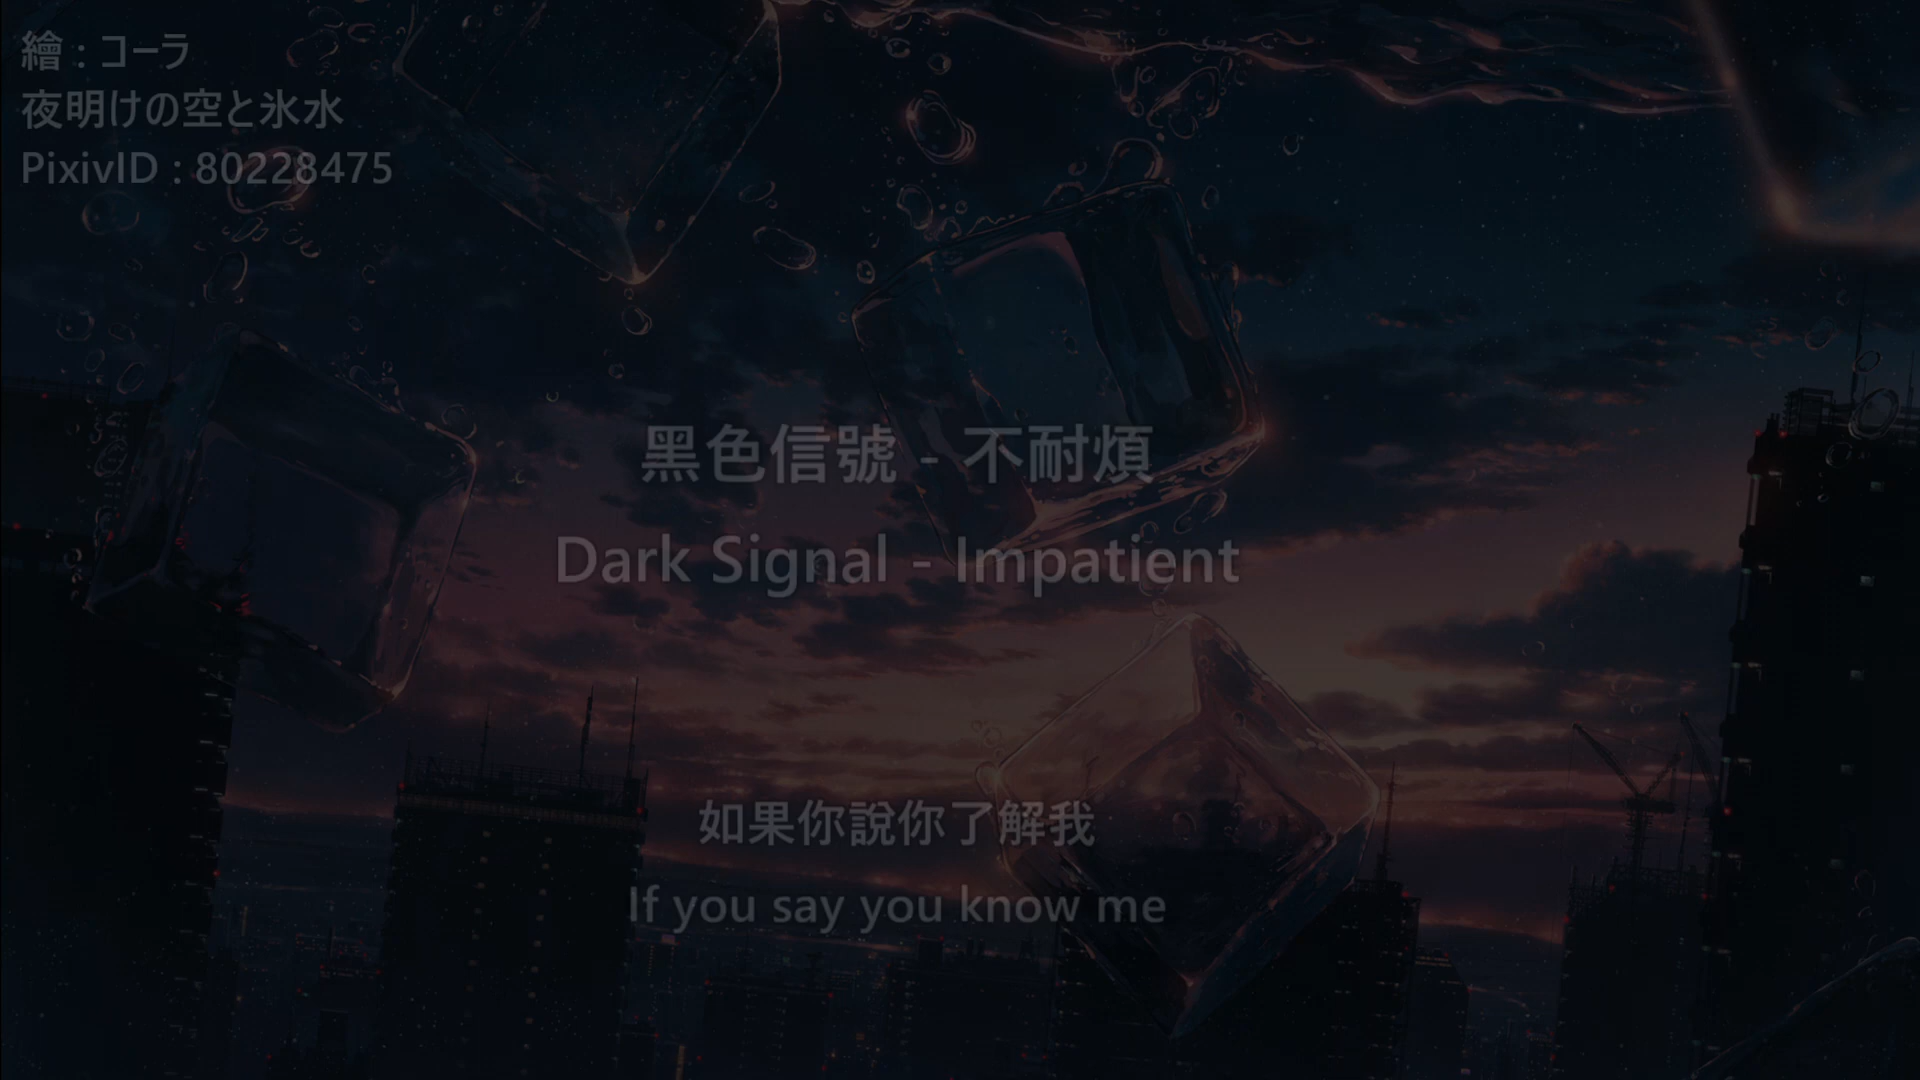 繪 : コーラ
夜明けの空と氷水
PixivID : 80228475
黑色信號 - 不耐煩
Dark Signal - Impatient
如果你說你了解我
If you say you know me